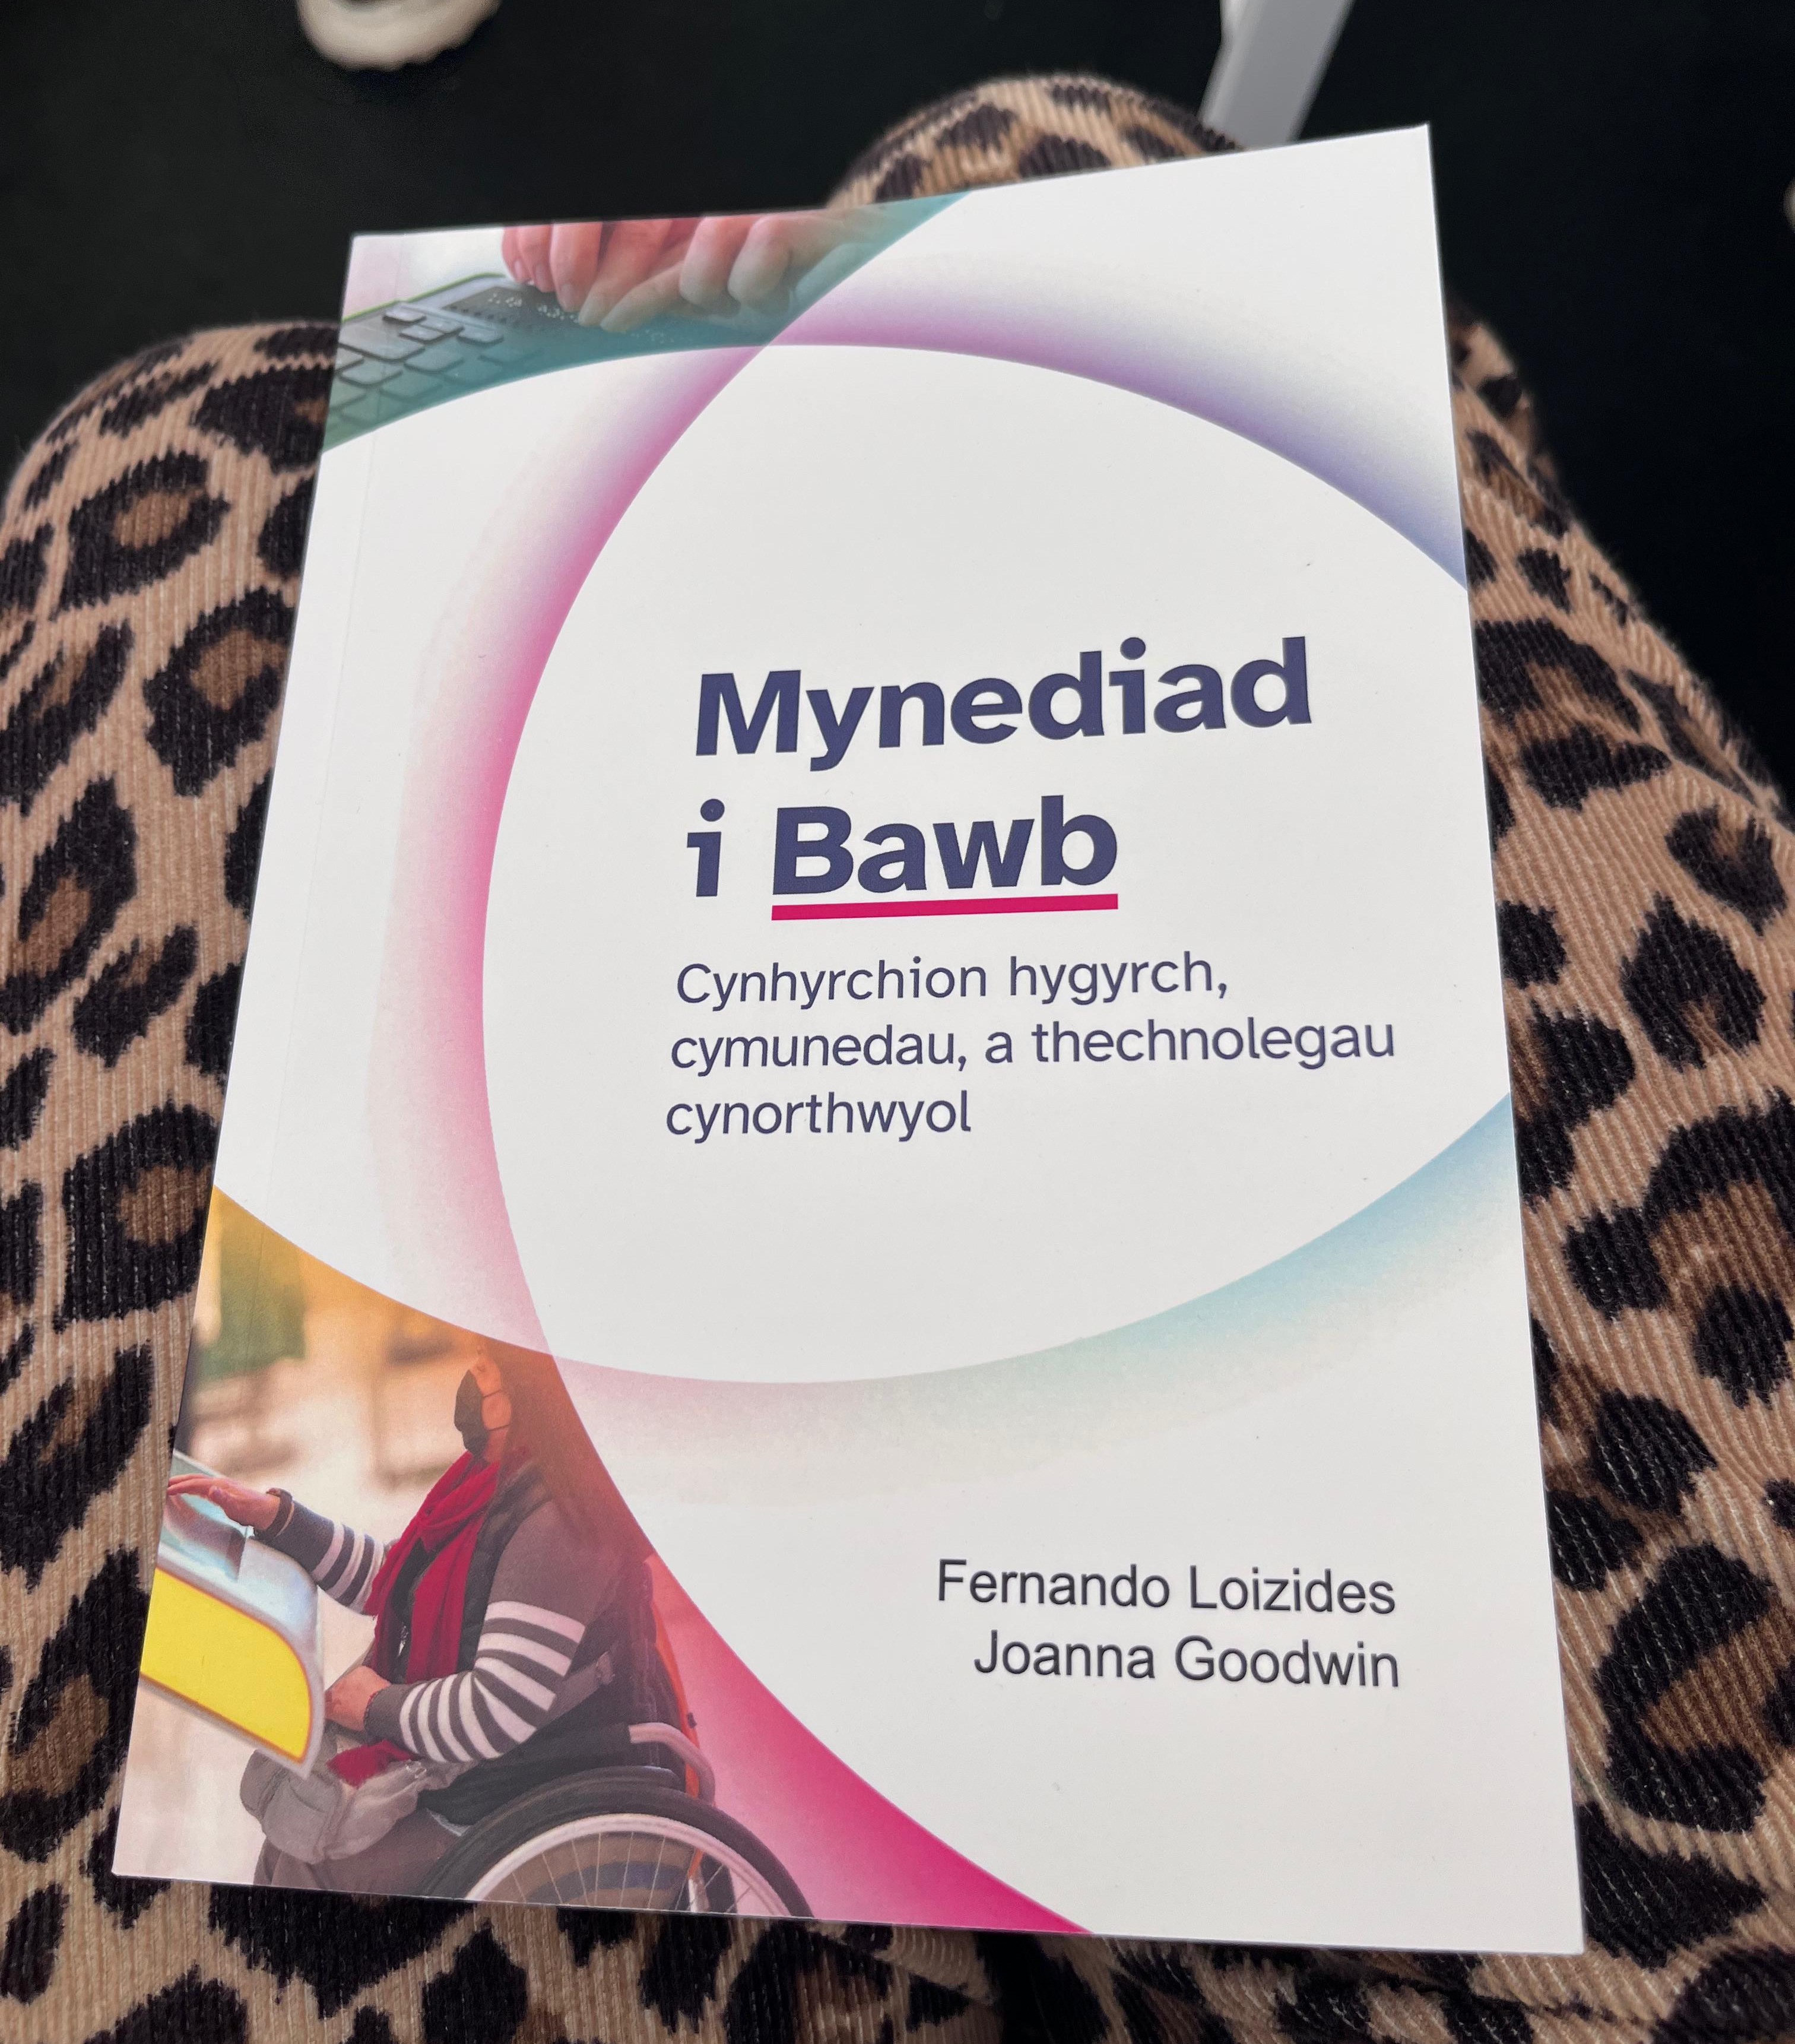 Mynediad
i Bawb
Cynhyrchion hygyrch,
cymunedau, a thechnolegau
cynorthwyol
Fernando Loizides
Joanna Goodwin